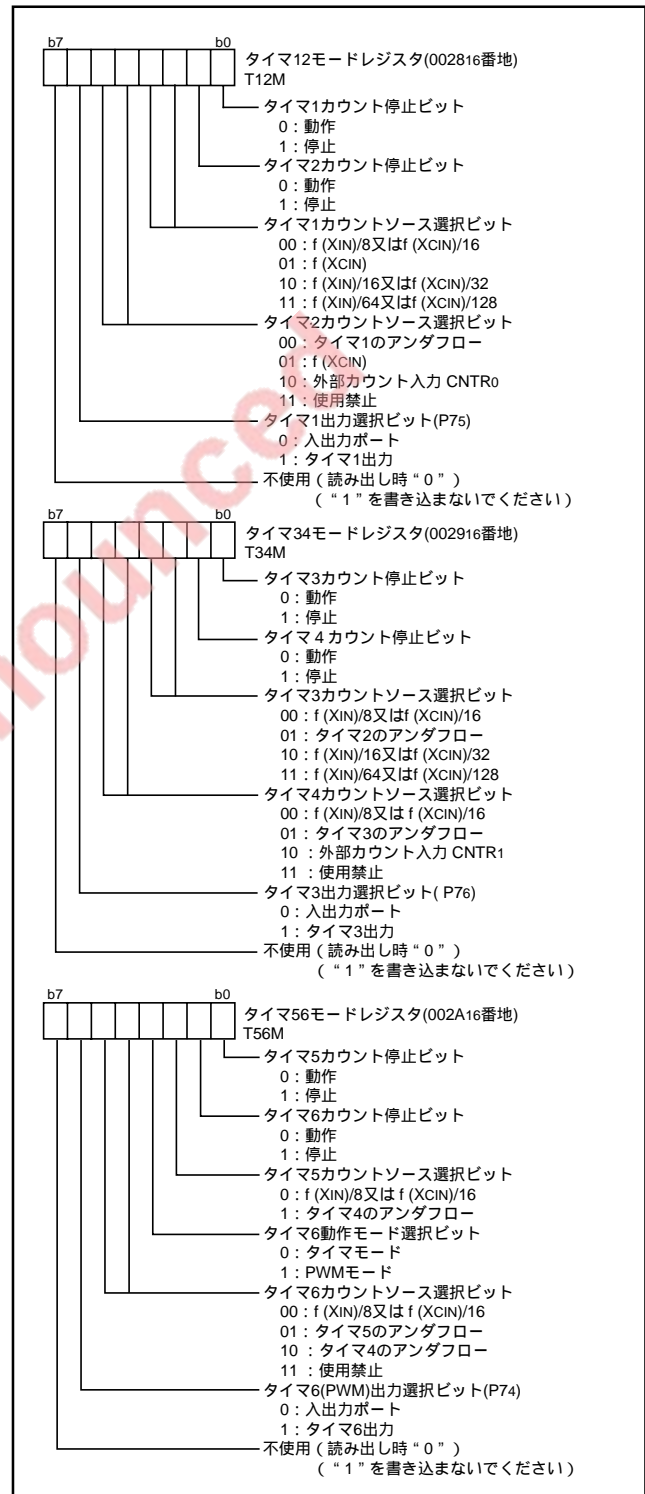 b7 b0
タイマ12モードレジスタ(002816番地)
T12M
タイマ1カウント停止ビット
0：動作
1：停止
タイマ2カウント停止ビット
0：動作
1：停止
タイマ1カウントソース選択ビット
00：f (XIN)/8又はf (XCIN)/16
01：f (XCIN)
10：f (XIN)/16又はf (XCIN)/32
11：f (XIN)/64又はf (XCIN)/128
タイマ2カウントソース選択ビット
00：タイマ1のアンダフロー
01：f (XCIN)
10：外部カウント入力 CNTR0
11：使用禁止
タイマ1出力選択ビット(P75)
0：入出力ポート
1：タイマ1出力
不使用（読み出し時“0”）
（“1”を書き込まないでください）
b7 b0
タイマ34モードレジスタ(002916番地)
T34M
タイマ3カウント停止ビット
0：動作
1：停止
タイマ４カウント停止ビット
0：動作
1：停止
タイマ3カウントソース選択ビット
00：f (XIN)/8又はf (XCIN)/16
01：タイマ2のアンダフロー
10：f (XIN)/16又はf (XCIN)/32
11：f (XIN)/64又はf (XCIN)/128
タイマ4カウントソース選択ビット
00：f (XIN)/8又は f (XCIN)/16
01：タイマ3のアンダフロー
10 ：外部カウント入力 CNTR1
11 ：使用禁止
タイマ3出力選択ビット( P76)
0：入出力ポート
1：タイマ3出力
不使用（読み出し時“0”）
（“1”を書き込まないでください）
b7 b0
タイマ56モードレジスタ(002A16番地)
T56M
タイマ5カウント停止ビット
0：動作
1：停止
タイマ6カウント停止ビット
0：動作
1：停止
タイマ5カウントソース選択ビット
0：f (XIN)/8又は f (XCIN)/16
1：タイマ4のアンダフロー
タイマ6動作モード選択ビット
0：タイマモード
1：PWMモード
タイマ6カウントソース選択ビット
00：f (XIN)/8又は f (XCIN)/16
01：タイマ5のアンダフロー
10 ：タイマ4のアンダフロー
11 ：使用禁止
タイマ6(PWM)出力選択ビット(P74)
0：入出力ポート
1：タイマ6出力
不使用（読み出し時“0”）
（“1”を書き込まないでください）
nounced